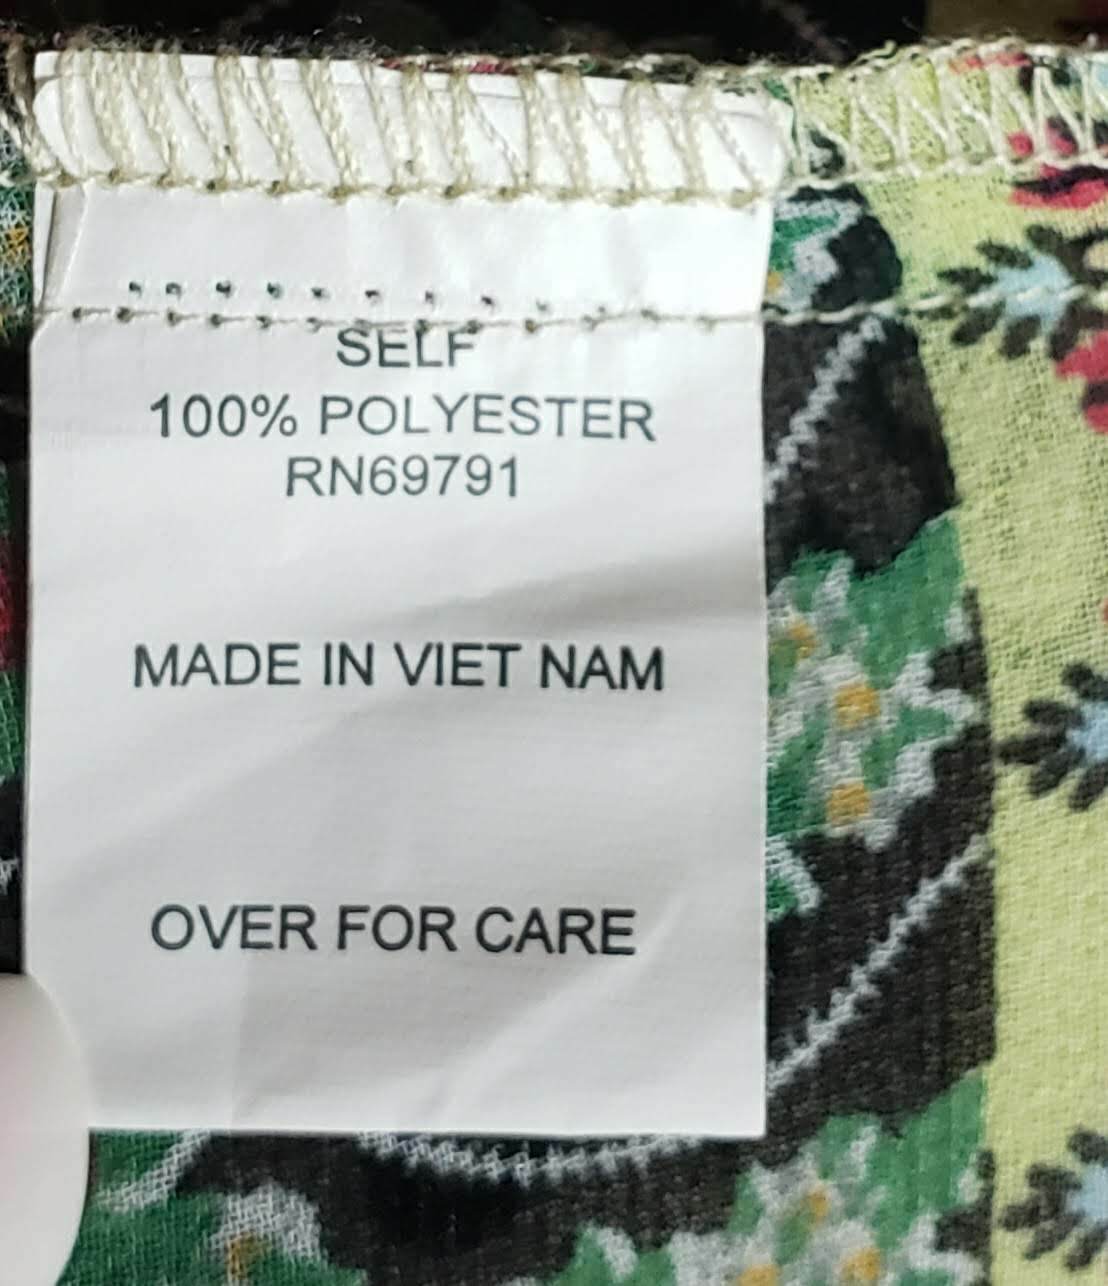 SELF
100% POLYESTER
RN69791
MADE IN VIET NAM
OVER FOR CARE